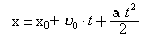 x = x₀ + υ₀ · t + a t² / 2